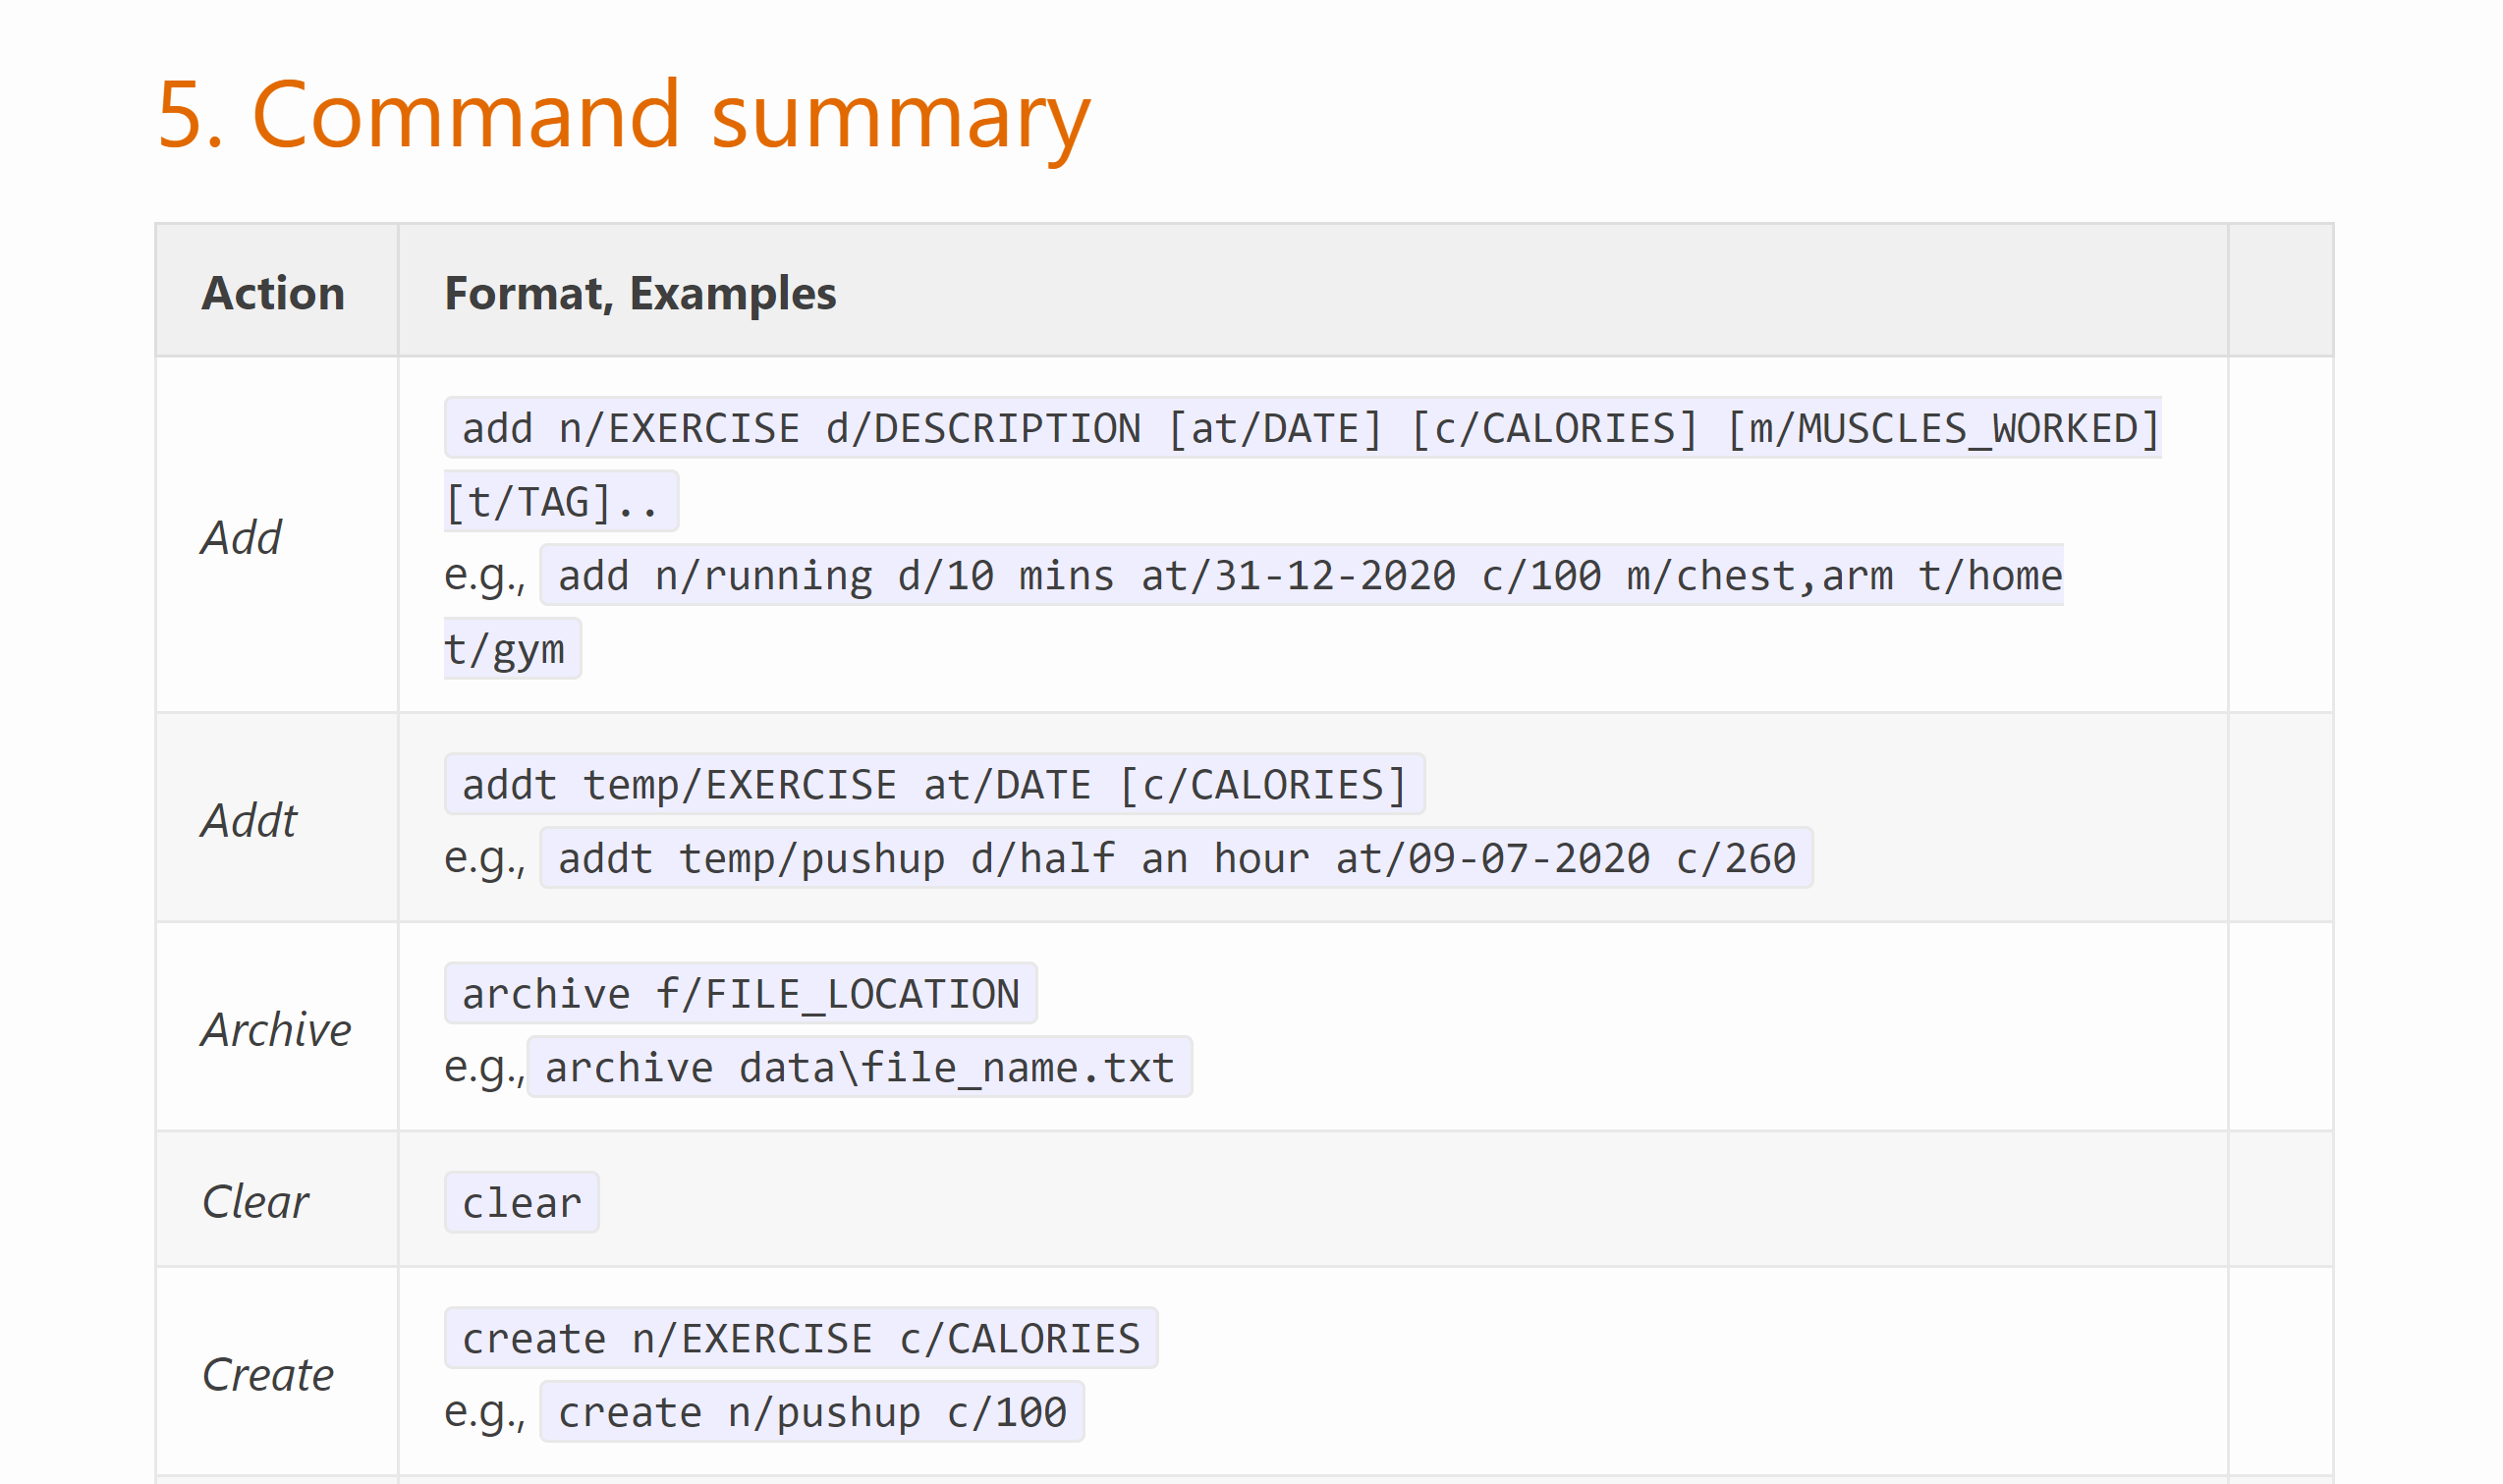 5. Command summary
Action Format, Examples
Add
add n/EXERCISE d/DESCRIPTION [at/DATE] [c/CALORIES] [m/MUSCLES_WORKED]
[t/TAG]..
e.g., add n/running d/10 mins at/31-12-2020 c/100 m/chest,arm t/home
t/gym
Addt
addt temp/EXERCISE at/DATE [c/CALORIES]
e.g., addt temp/pushup d/half an hour at/09-07-2020 c/260
Archive
archive f/FILE_LOCATION
e.g., archive data\file_name.txt
Clear clear
Create
create n/EXERCISE c/CALORIES
e.g., create n/pushup c/100